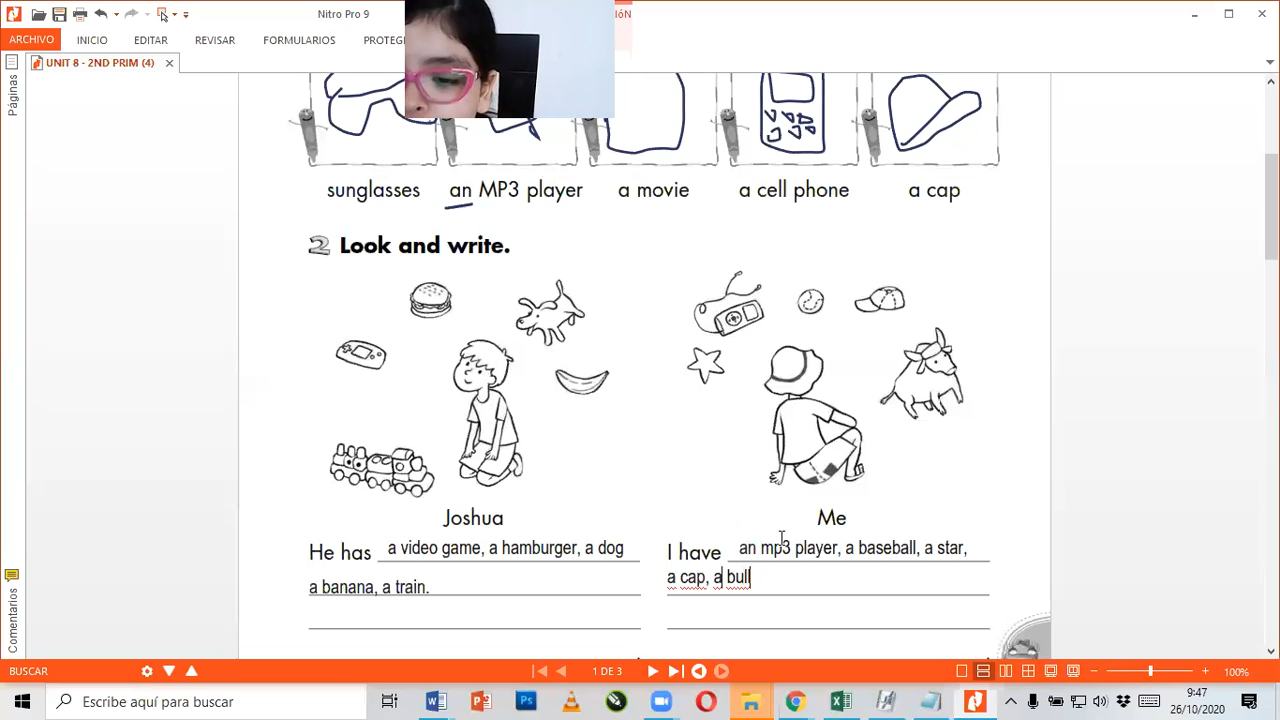 Nitro Pro 9
ióN
ARCHIVO INICIO EDITAR REVISAR FORMULARIOS
UNIT 8 - 2ND PRIM (4)
Páginas
sunglasses an MP3 player a movie a cell phone a cap
2 Look and write.
Joshua
He has a video game, a hamburger, a dog
a banana, a train.
Me
I have an mp3 player, a baseball, a star,
a cap, a bull
Comentarios
BUSCAR 1 DE 3 100%
Escribe aquí para buscar
9:47
26/10/2020